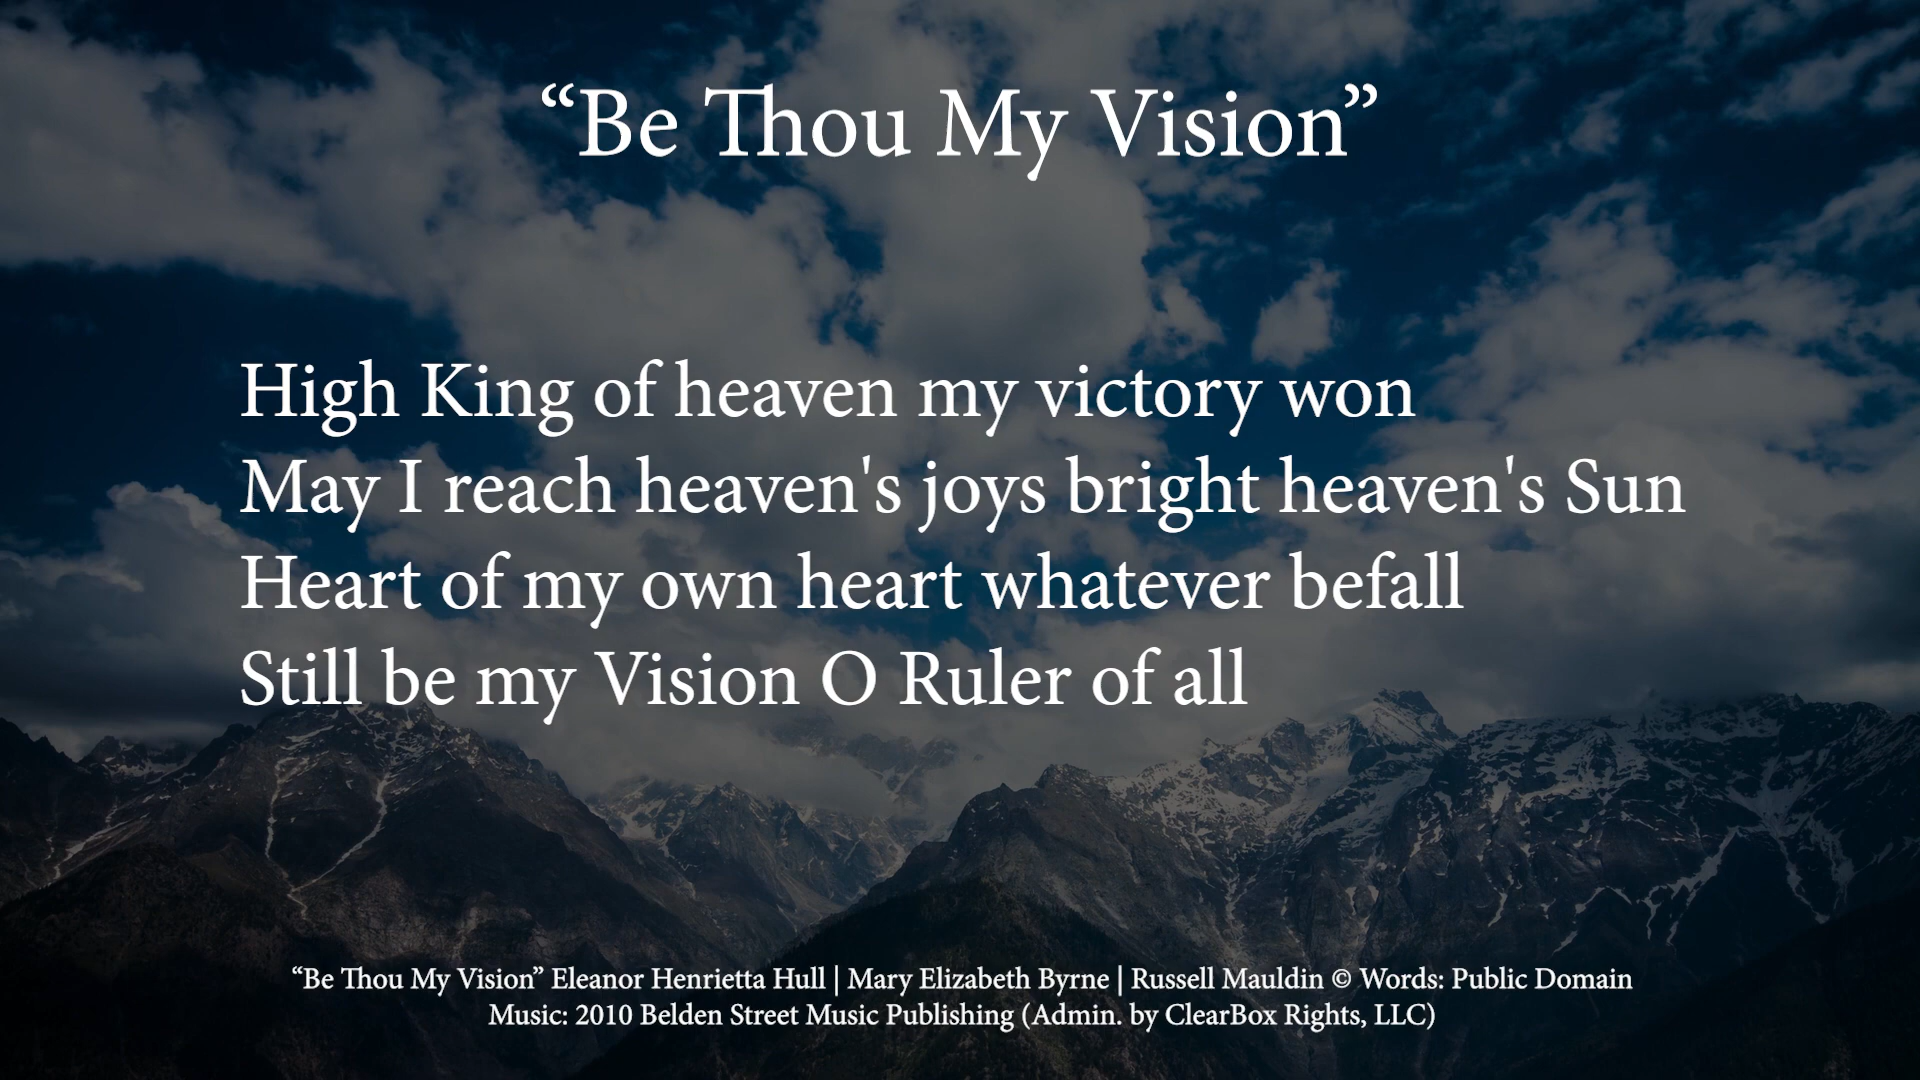 “Be Thou My Vision”
High King of heaven my victory won
May I reach heaven's joys bright heaven's Sun
Heart of my own heart whatever befall
Still be my Vision O Ruler of all
“Be Thou My Vision” Eleanor Henrietta Hull | Mary Elizabeth Byrne | Russell Mauldin © Words: Public Domain
Music: 2010 Belden Street Music Publishing (Admin. by ClearBox Rights, LLC)